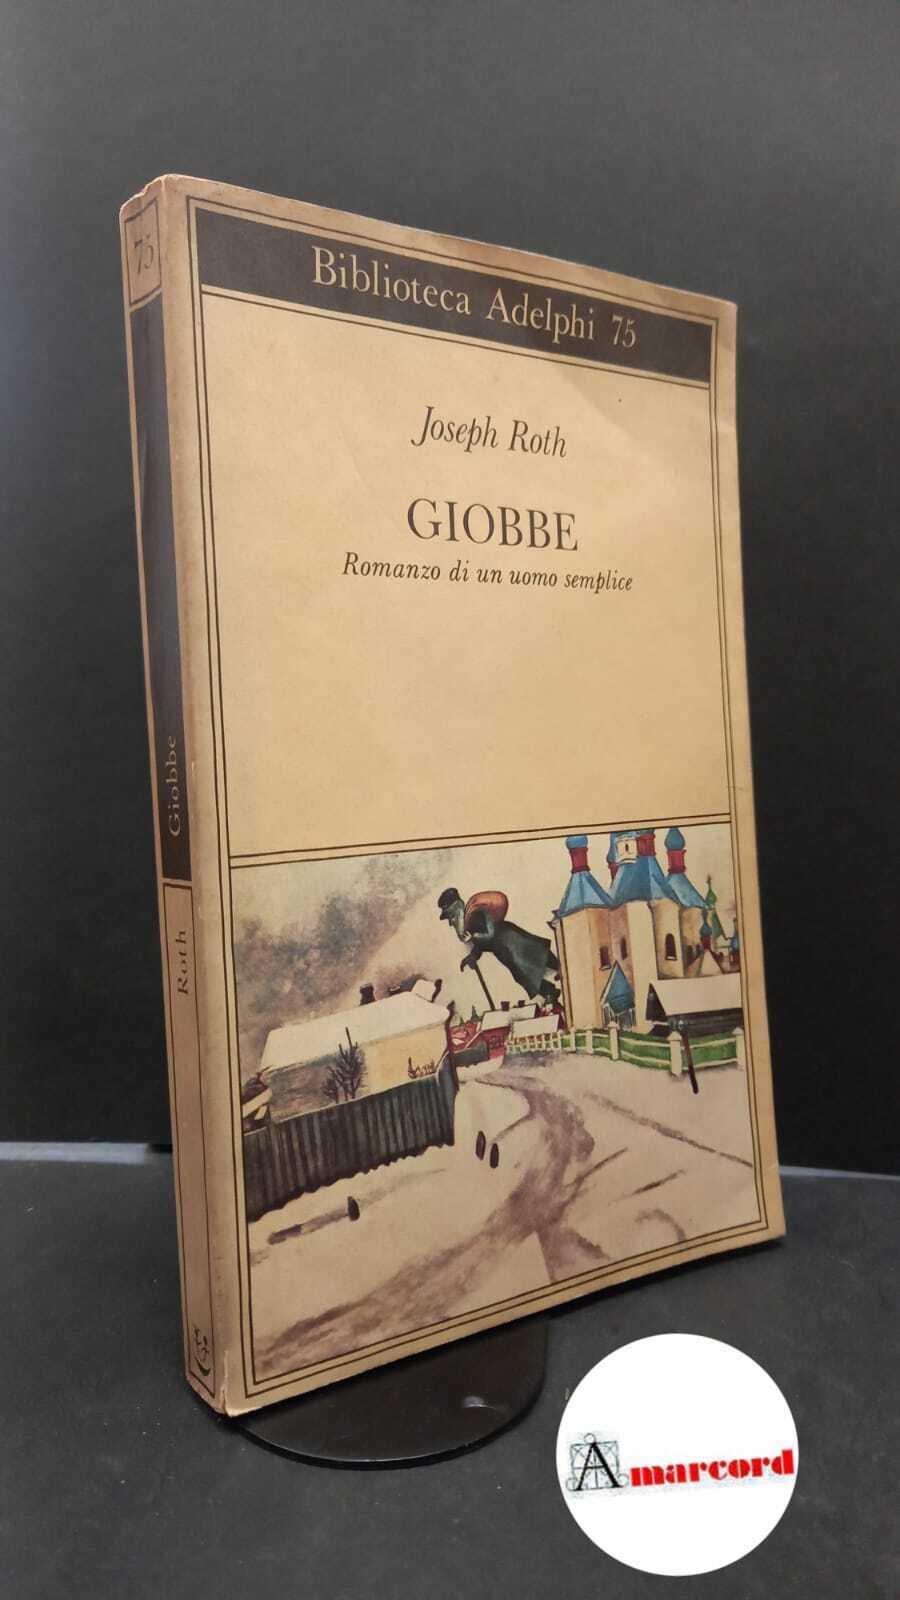 Biblioteca Adelphi 75
Joseph Roth
GIOBBE
Romanzo di un uomo semplice
75
Giobbe
Roth
Amarcord